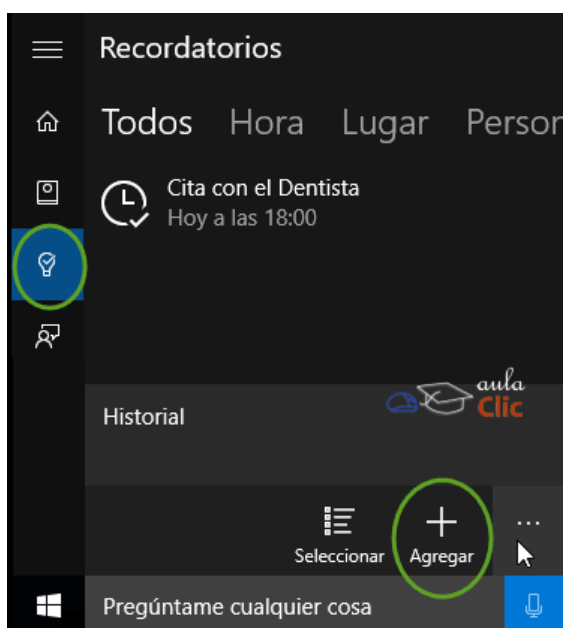 Recordatorios
Todos Hora Lugar Person
Cita con el Dentista
Hoy a las 18:00
aula
Clic
Historial
Seleccionar Agregar
Pregúntame cualquier cosa